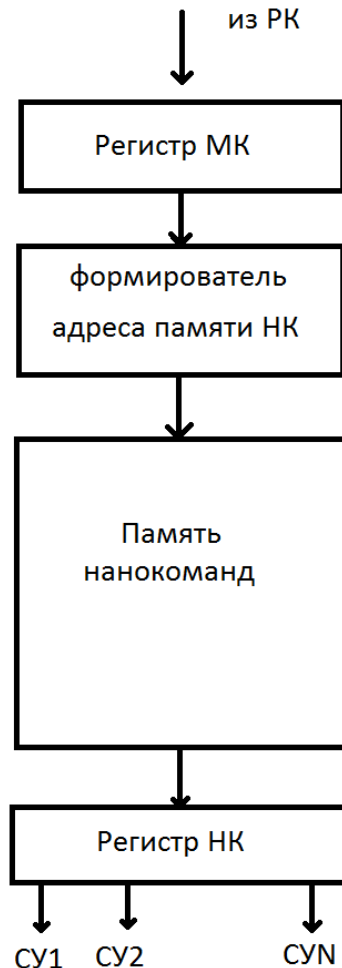 из РК
Регистр МК
формирователь
адреса памяти НК
Память
нанокоманд
Регистр НК
СУ1 СУ2 СУN